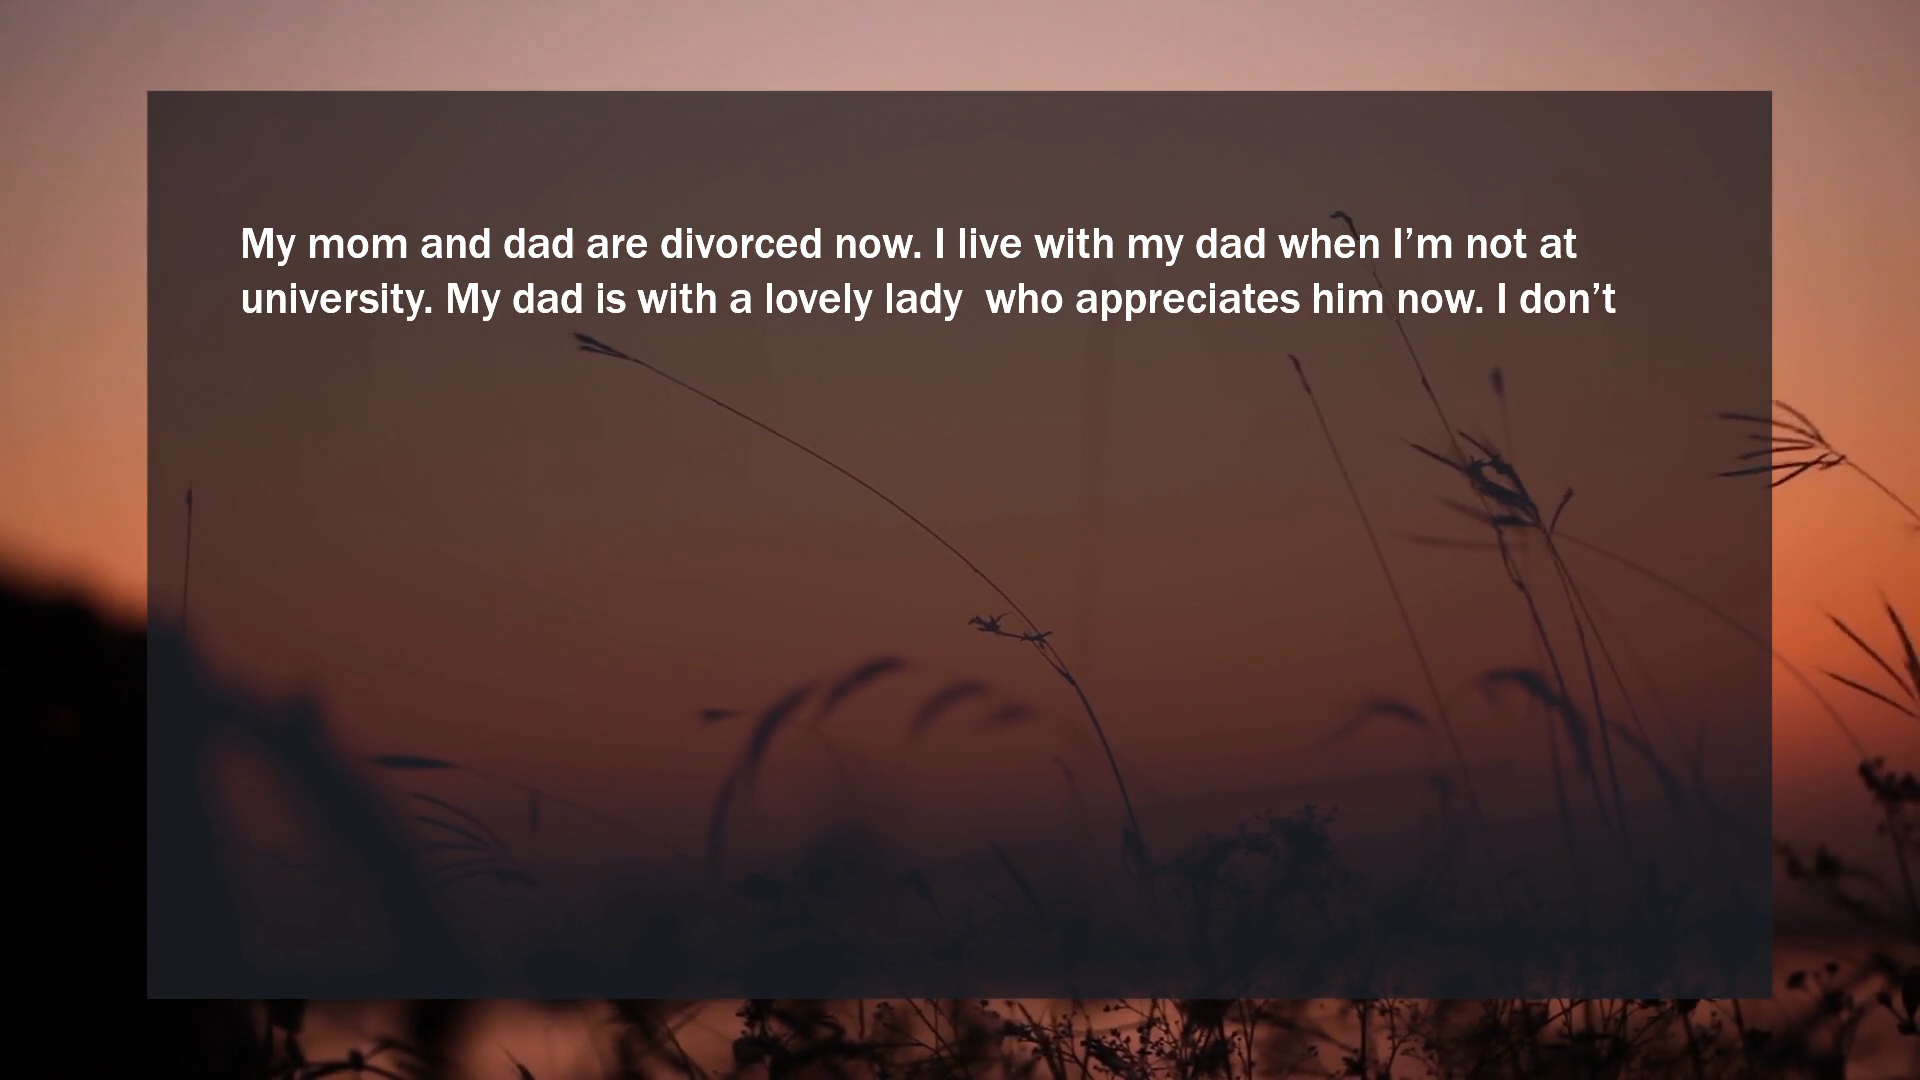 My mom and dad are divorced now. I live with my dad when I’m not at
university. My dad is with a lovely lady  who appreciates him now. I don’t